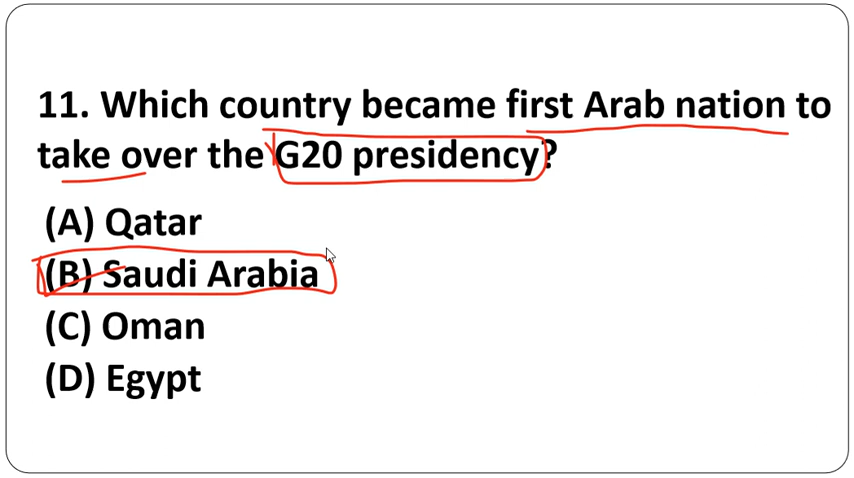 11. Which country became first Arab nation to
take over the G20 presidency?
(A) Qatar
(B) Saudi Arabia
(C) Oman
(D) Egypt